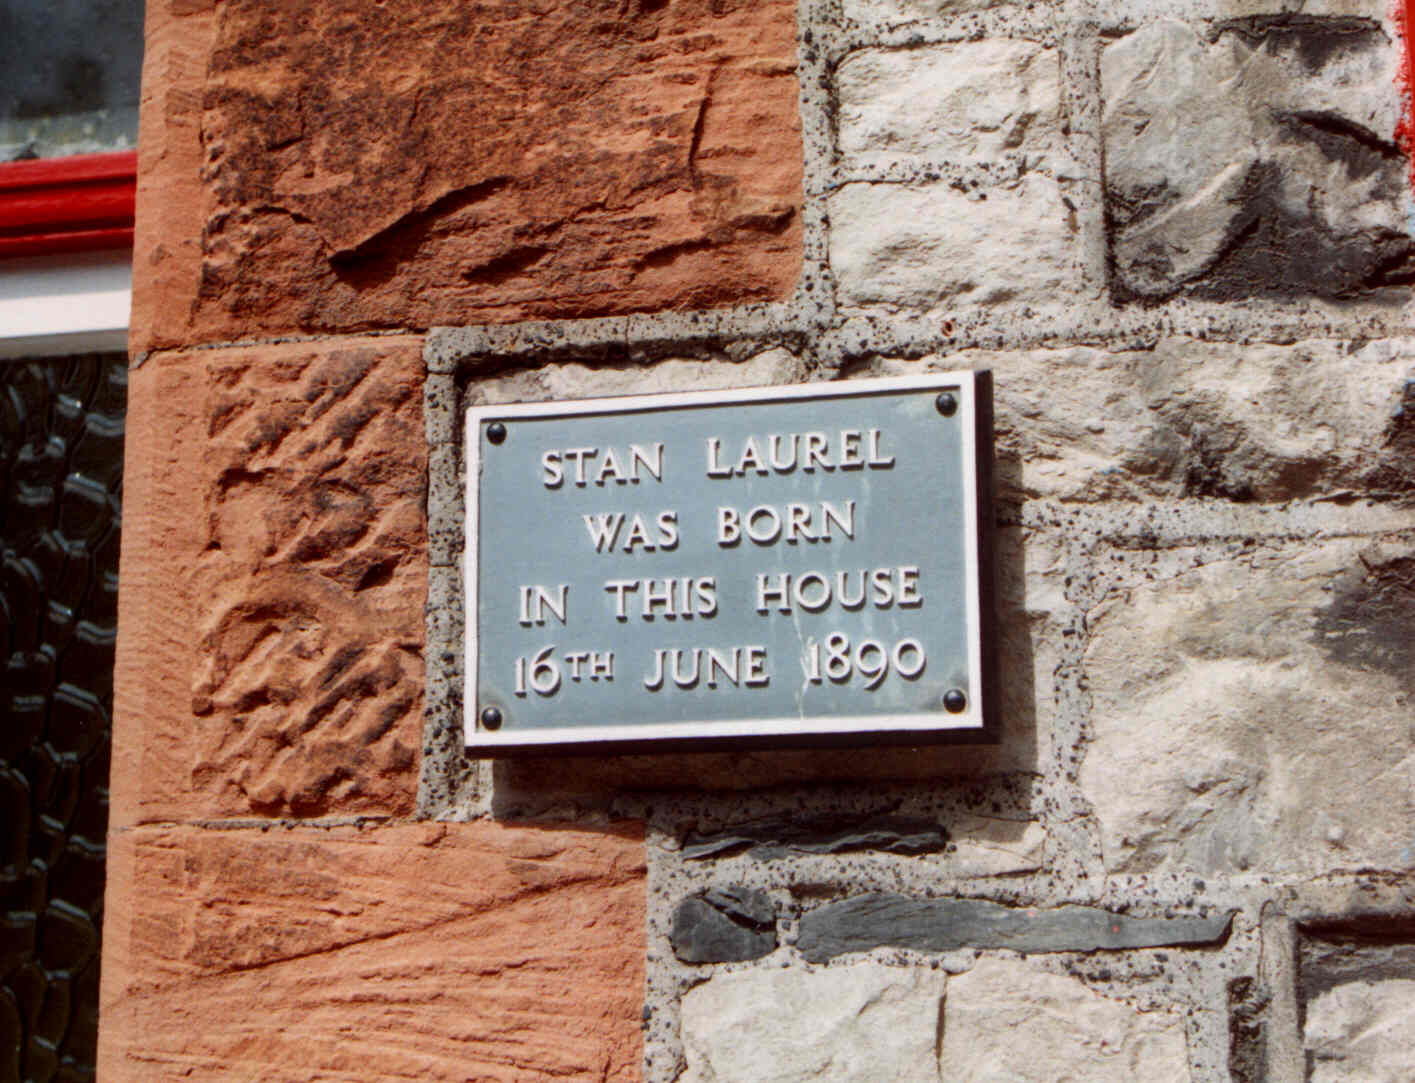 STAN LAUREL
WAS BORN
IN THIS HOUSE
16TH JUNE 1890